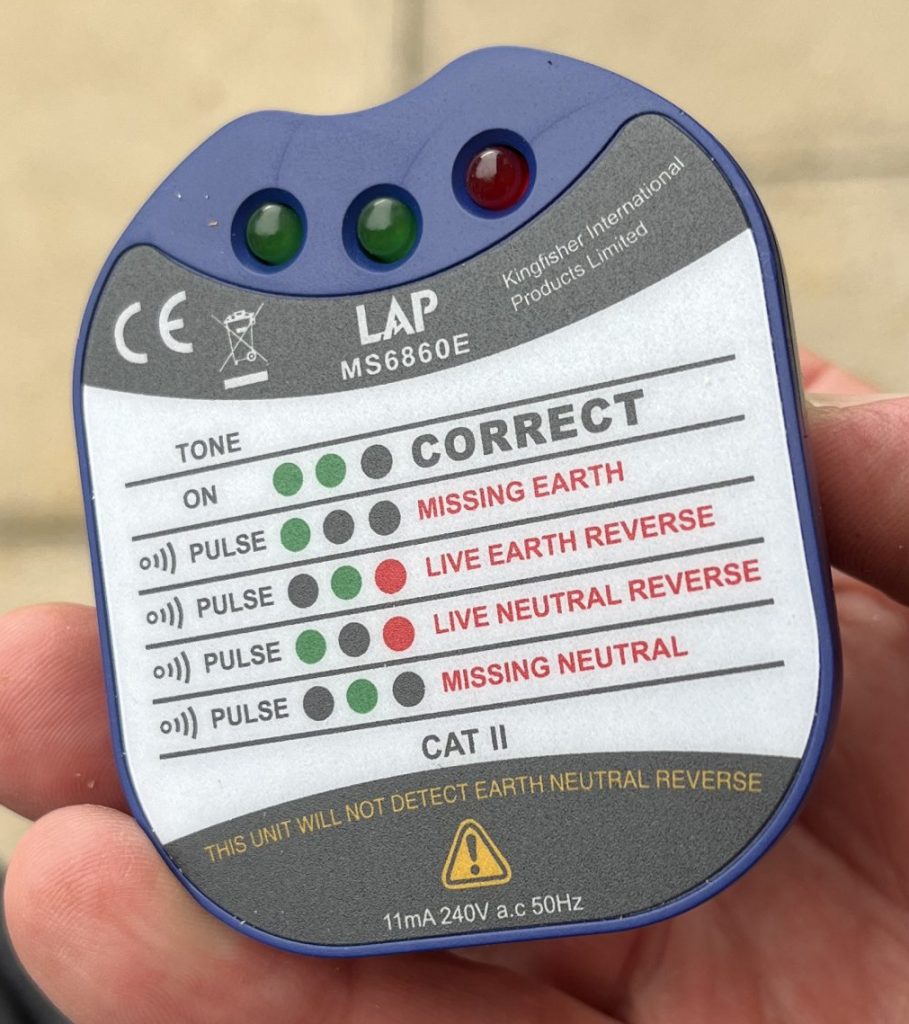 Kingfisher International
Products Limited
CE
LAP
MS6860E
TONE
ON CORRECT
PULSE MISSING EARTH
PULSE LIVE EARTH REVERSE
PULSE LIVE NEUTRAL REVERSE
PULSE MISSING NEUTRAL
CAT II
THIS UNIT WILL NOT DETECT EARTH NEUTRAL REVERSE
!
11mA 240V a.c 50Hz